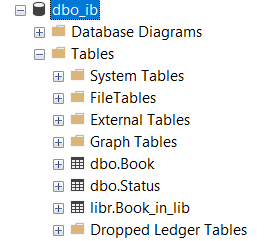 dbo_ib
Database Diagrams
Tables
System Tables
FileTables
External Tables
Graph Tables
dbo.Book
dbo.Status
libr.Book_in_lib
Dropped Ledger Tables